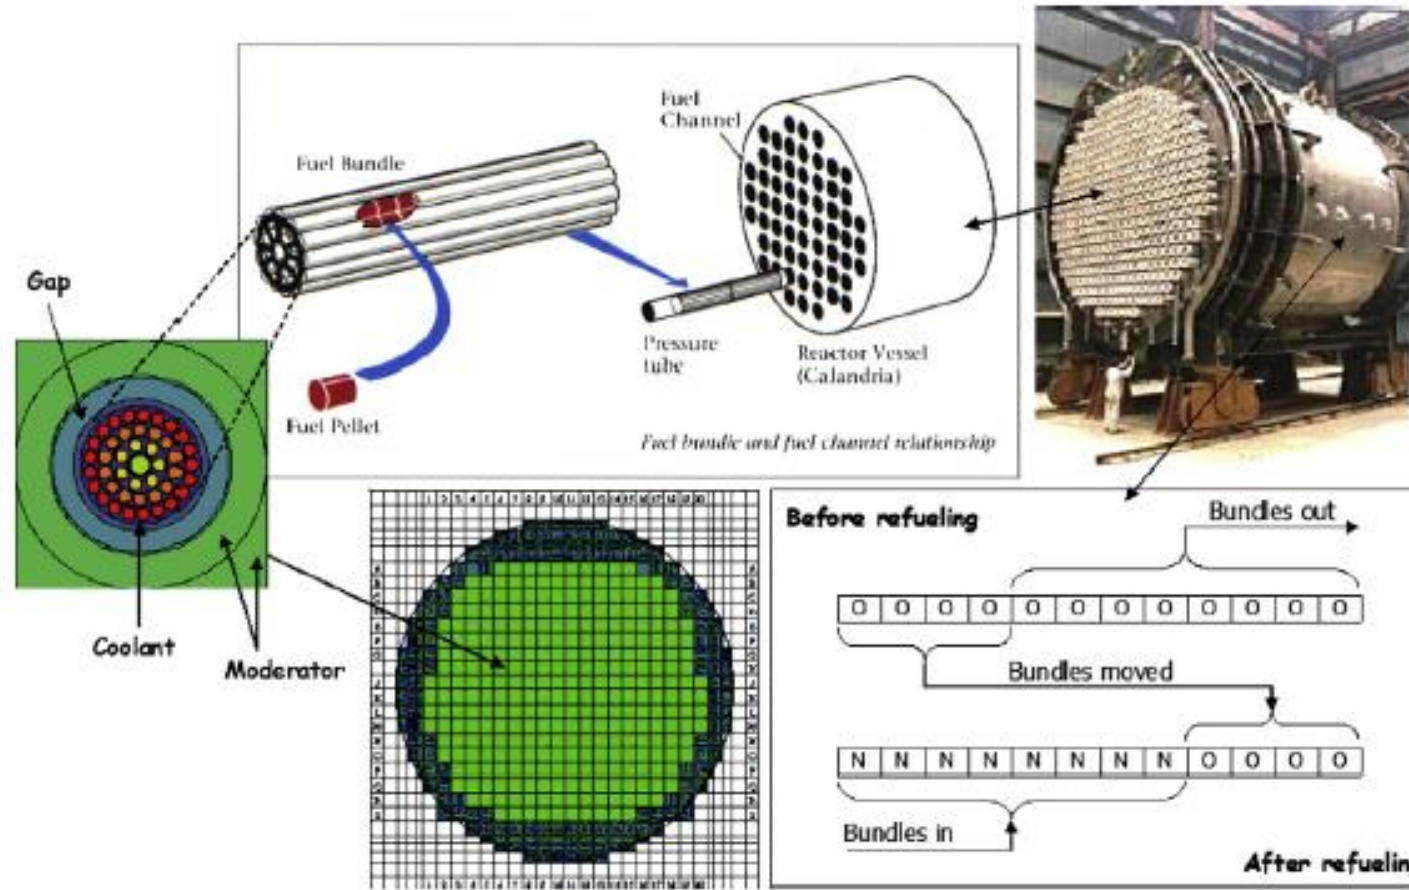 Fuel
Channel
Fuel Bundle
Gap
Pressure
tube
Reactor Vessel
(Calandria)
Fuel Pellet
Fuel bundle and fuel channel relationship
Coolant
Moderator
Before refueling
Bundles out
O O O O O O O O O O O O
Bundles moved
N N N N N N N N O O O O
Bundles in
After refuelin